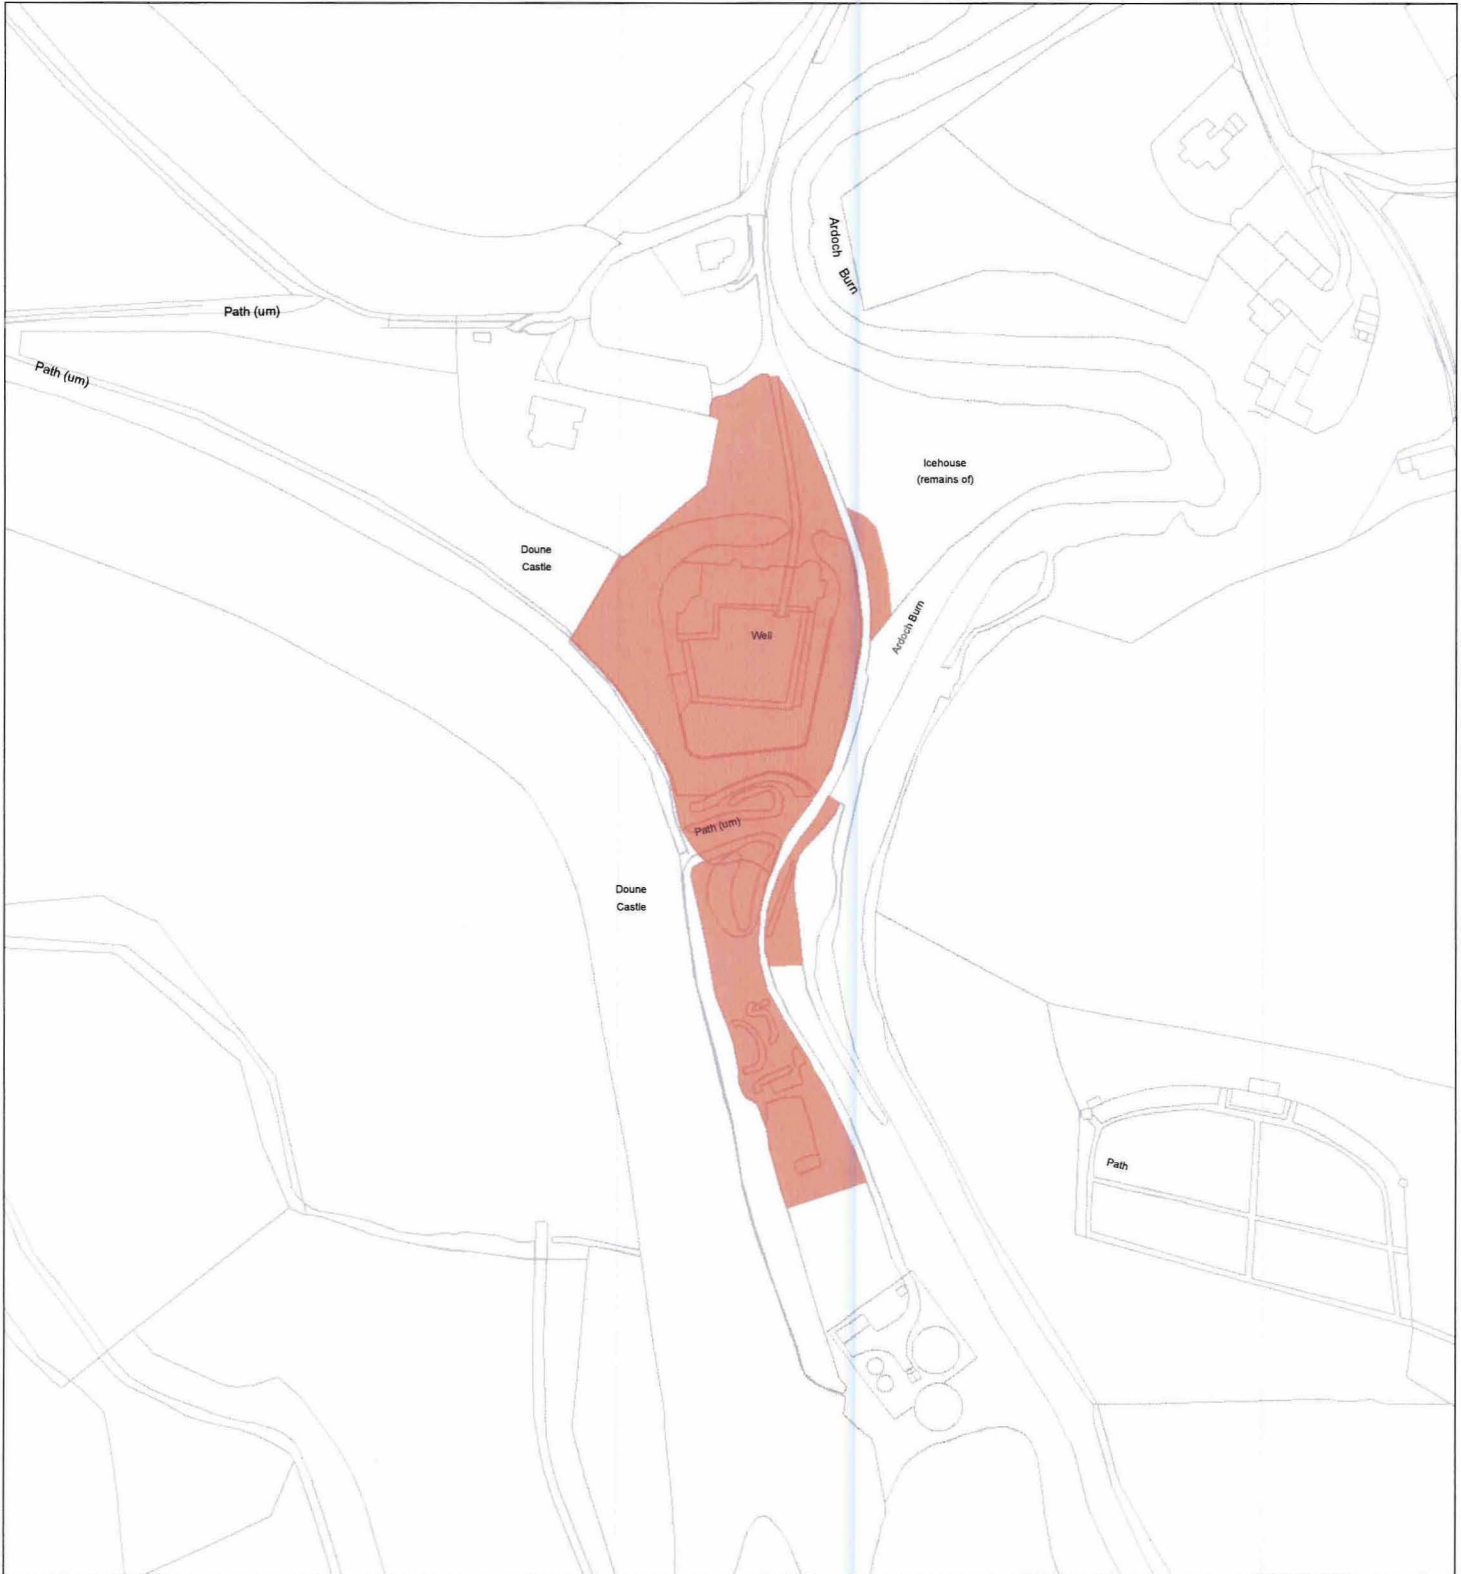 Ardoch
Burn
Path (um)
Path (um)
Icehouse
(remains of)
Doune
Castle
Ardoch Burn
Well
Path (um)
Doune
Castle
Path